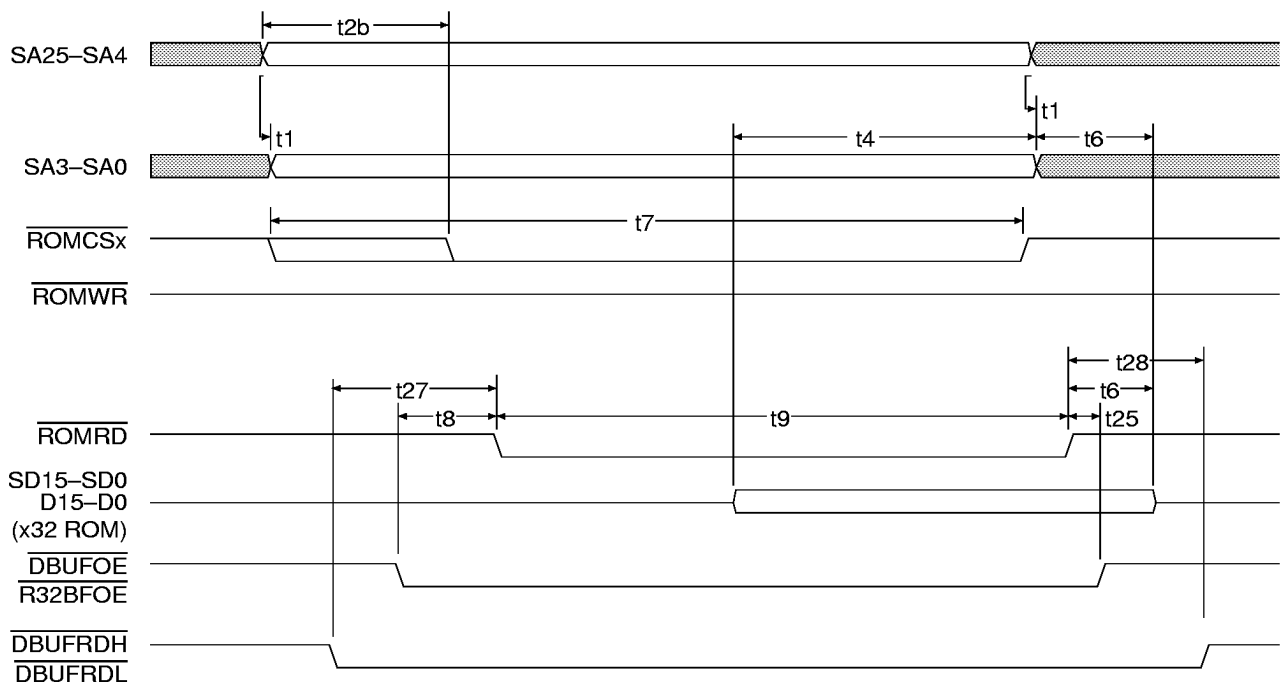 t2b
SA25–SA4
t1
t1
t4
t6
SA3–SA0
t7
ROMCSx
ROMWR
t28
t27
t6
t8
t9
t25
ROMRD
SD15–SD0
D15–D0
(x32 ROM)
DBUFOE
R32BFOE
DBUFRDH
DBUFRDL